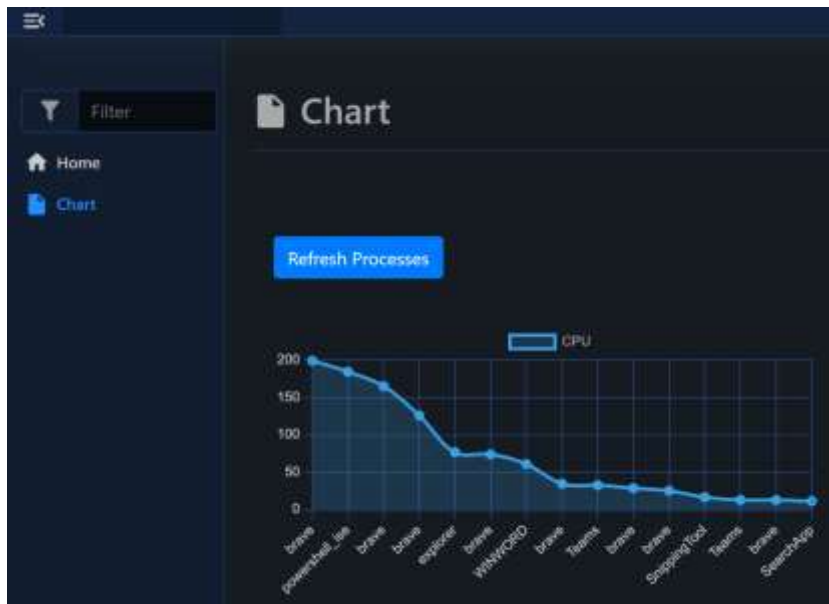 Filter
Chart
Home
Chart
Refresh Processes
CPU
200
150
100
50
0
brave
powershell_ise
brave
brave
explorer
brave
WINWORD
brave
Teams
brave
brave
SnippingTool
Teams
brave
SearchApp